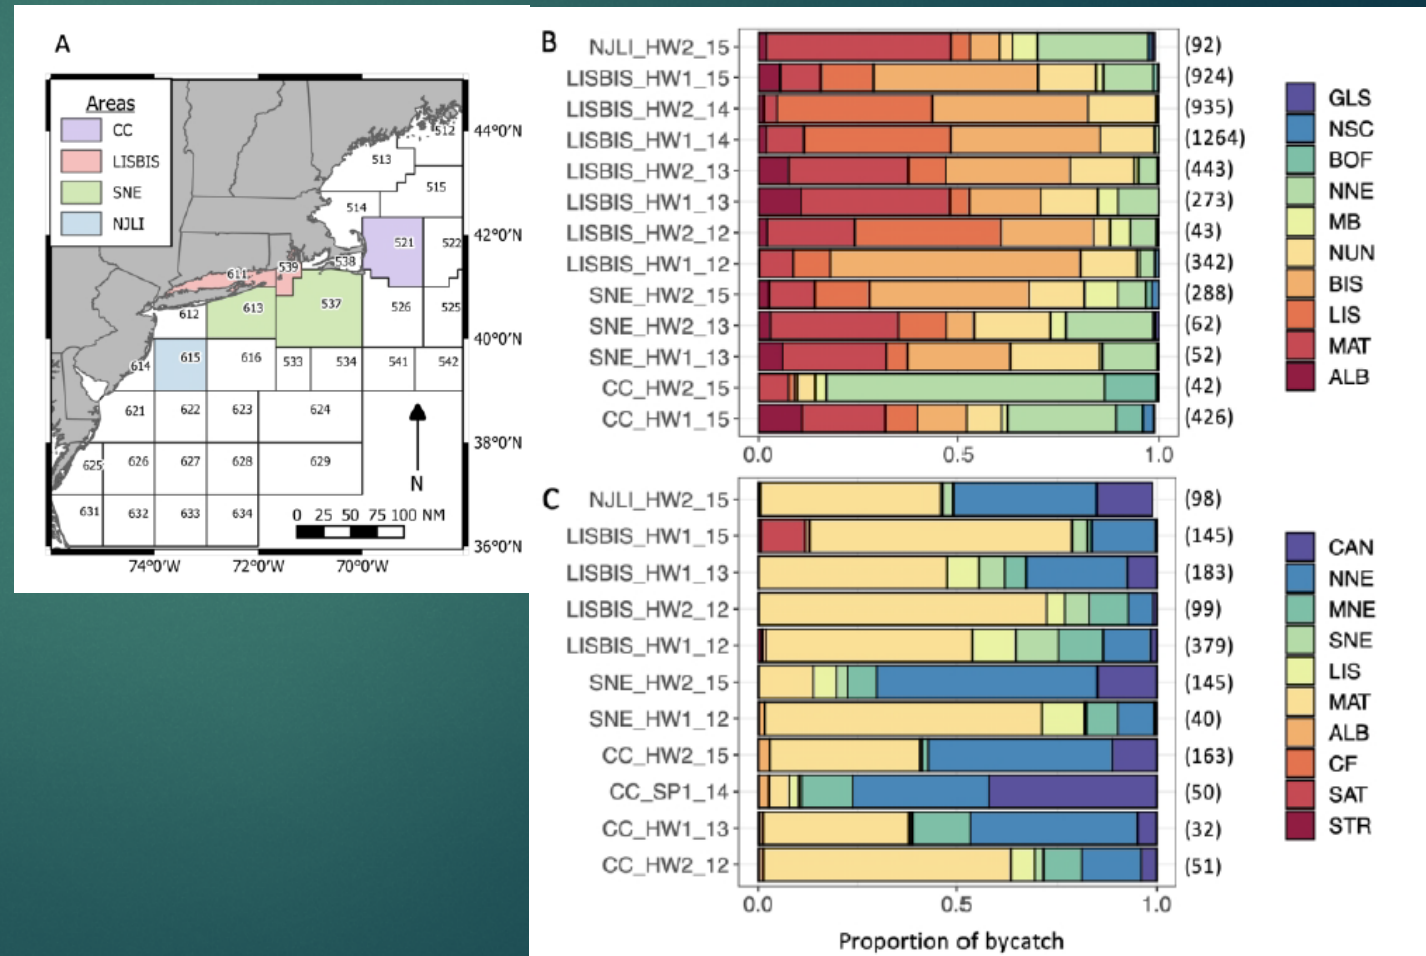 A
Areas
CC
LISBIS
SNE
NJLI
512
513
515
514
521
522
538
539
611
537
526
525
613
612
615
616
533
534
541
542
614
621
622
623
624
625
626
627
628
629
631
632
633
634
N
0 25 50 75 100 NM
44°0'N
42°0'N
40°0'N
38°0'N
36°0'N
74°0'W 72°0'W 70°0'W
B
NJLI_HW2_15 (92)
LISBIS_HW1_15 (924)
LISBIS_HW2_14 (935)
LISBIS_HW1_14 (1264)
LISBIS_HW2_13 (443)
LISBIS_HW1_13 (273)
LISBIS_HW2_12 (43)
LISBIS_HW1_12 (342)
SNE_HW2_15 (288)
SNE_HW2_13 (62)
SNE_HW1_13 (52)
CC_HW2_15 (42)
CC_HW1_15 (426)
0.0 0.5 1.0
GLS
NSC
BOF
NNE
MB
NUN
BIS
LIS
MAT
ALB
C
NJLI_HW2_15 (98)
LISBIS_HW1_15 (145)
LISBIS_HW1_13 (183)
LISBIS_HW2_12 (99)
LISBIS_HW1_12 (379)
SNE_HW2_15 (145)
SNE_HW1_12 (40)
CC_HW2_15 (163)
CC_SP1_14 (50)
CC_HW1_13 (32)
CC_HW2_12 (51)
0.0 0.5 1.0
Proportion of bycatch
CAN
NNE
MNE
SNE
LIS
MAT
ALB
CF
SAT
STR